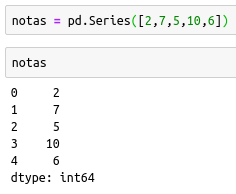 notas = pd.Series([2,7,5,10,6])
notas
0     2
1     7
2     5
3    10
4     6
dtype: int64